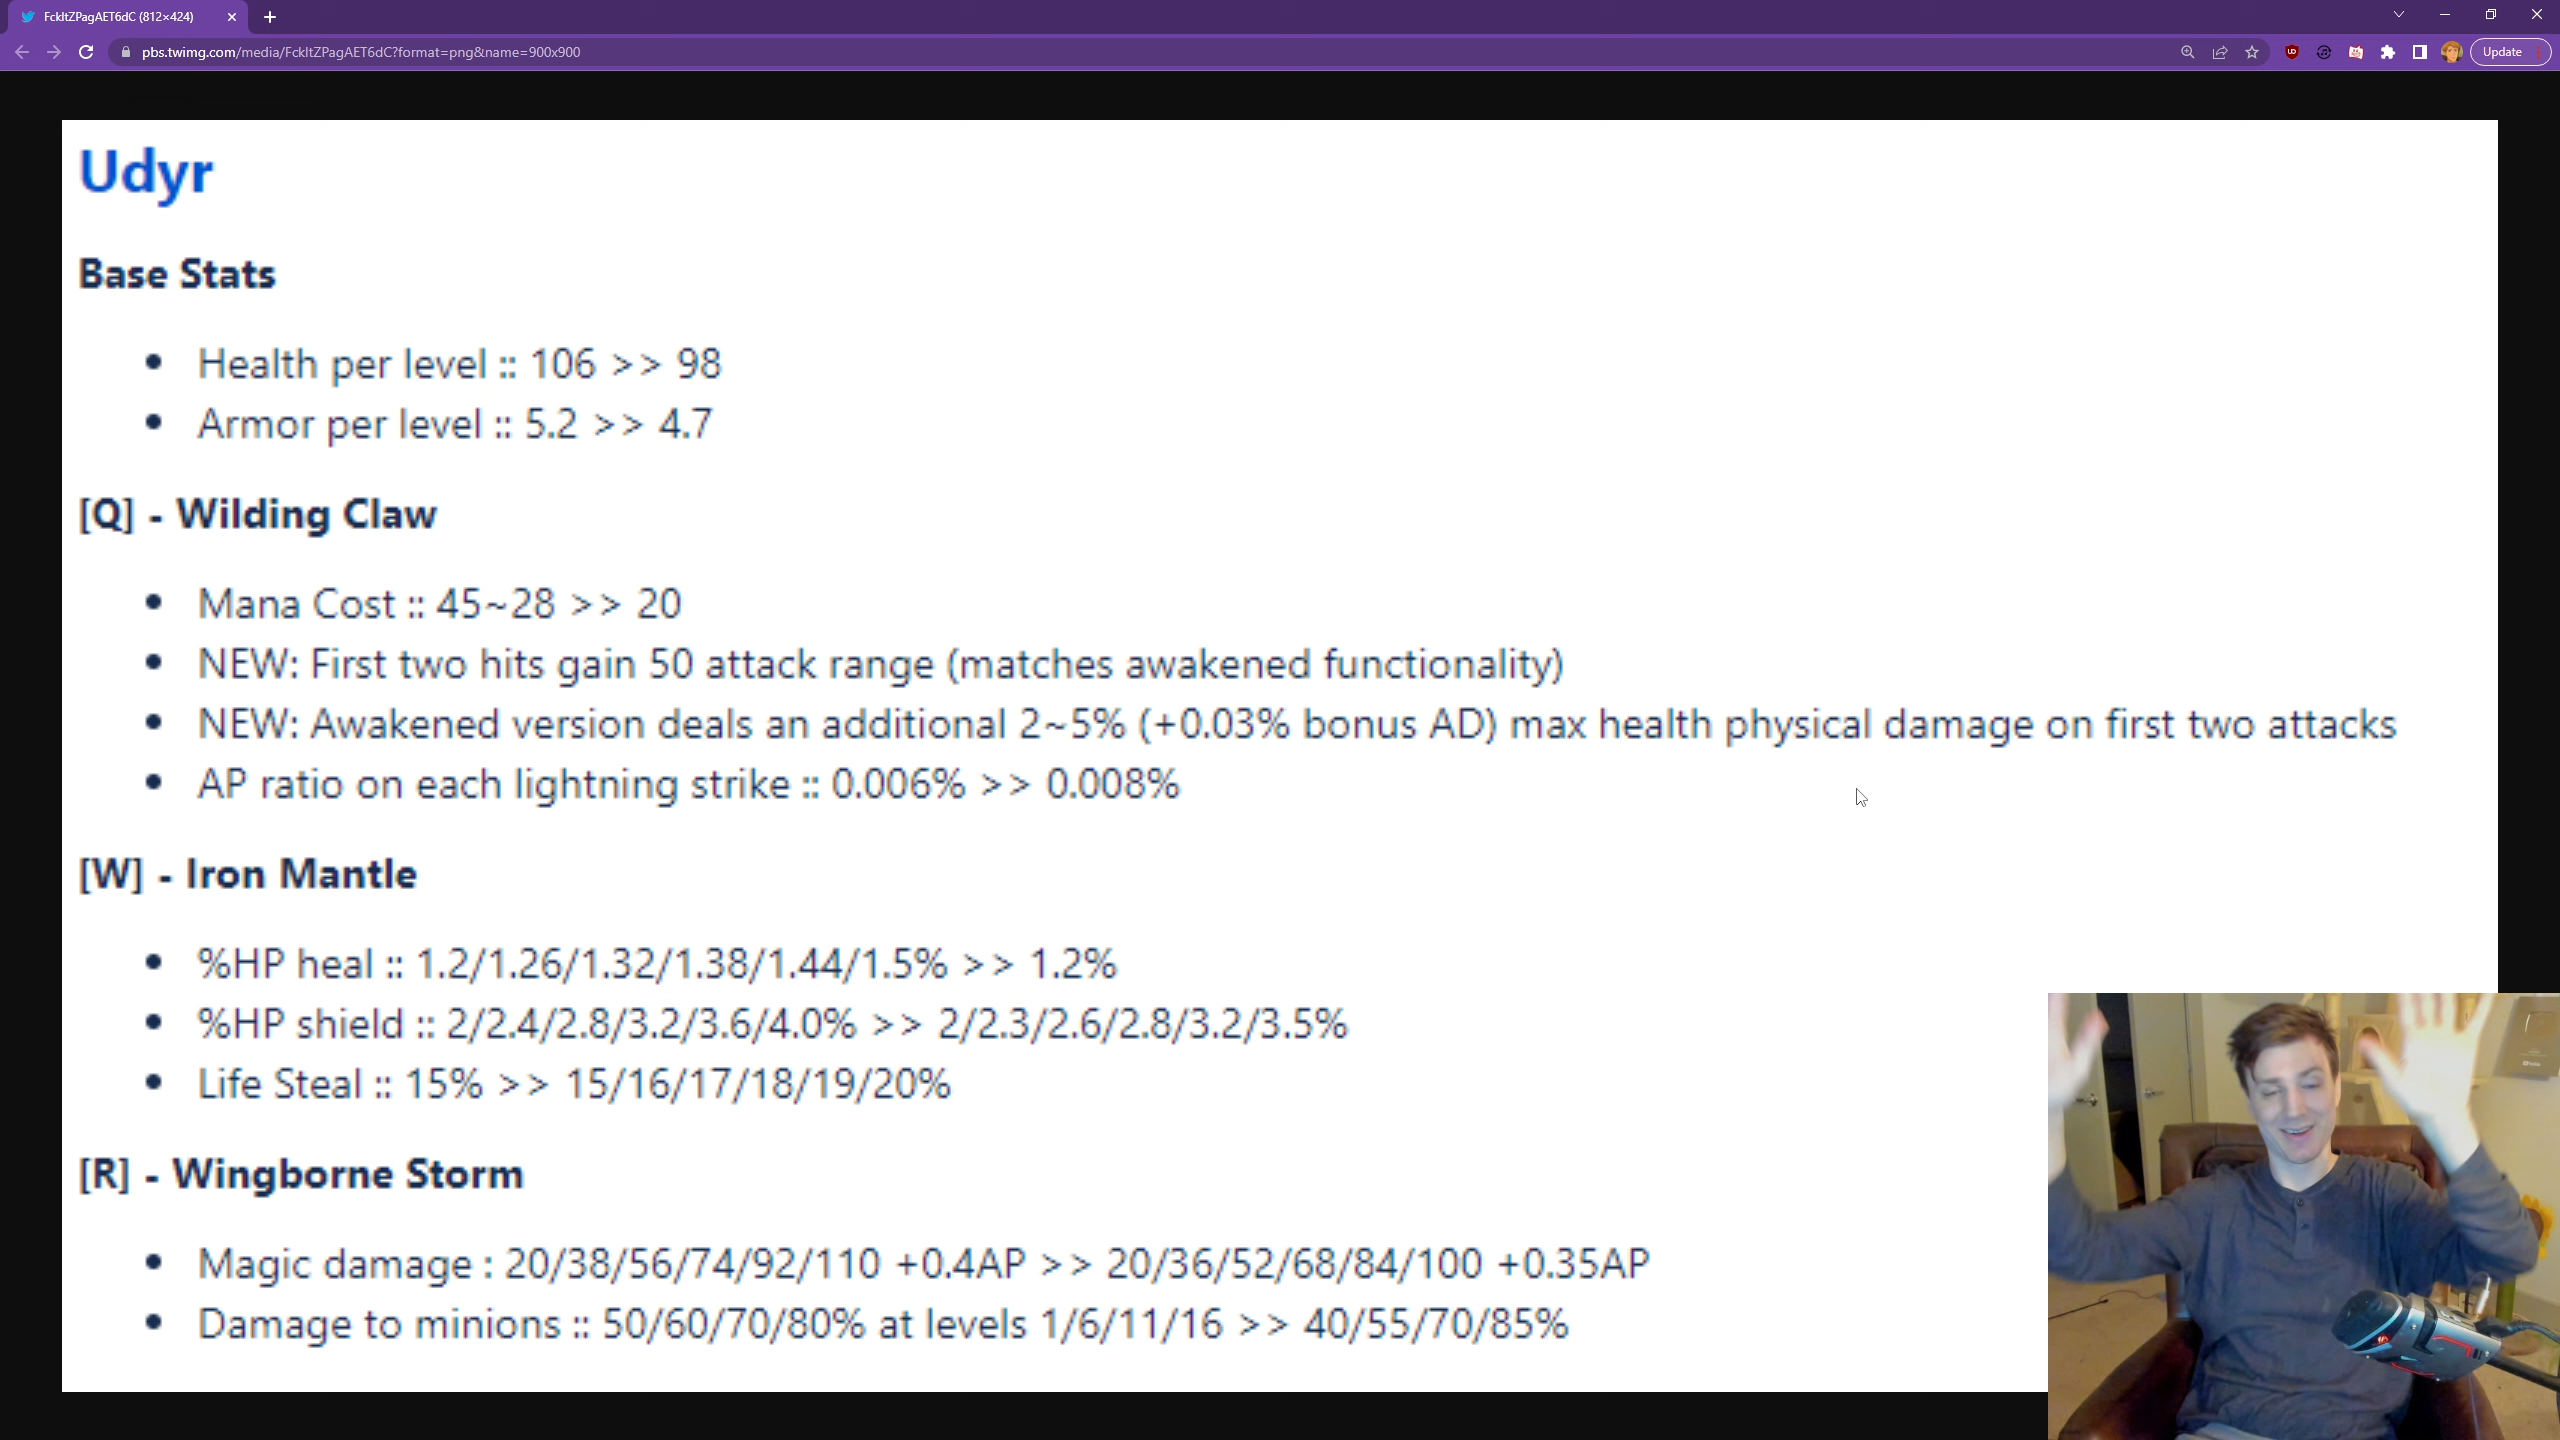 FckItZPagAET6dC (812×424)
pbs.twimg.com/media/FckItZPagAET6dC?format=png&name=900x900
Update
Udyr
Base Stats
• Health per level :: 106 >> 98
• Armor per level :: 5.2 >> 4.7
[Q] - Wilding Claw
• Mana Cost :: 45~28 >> 20
• NEW: First two hits gain 50 attack range (matches awakened functionality)
• NEW: Awakened version deals an additional 2~5% (+0.03% bonus AD) max health physical damage on first two attacks
• AP ratio on each lightning strike :: 0.006% >> 0.008%
[W] - Iron Mantle
• %HP heal :: 1.2/1.26/1.32/1.38/1.44/1.5% >> 1.2%
• %HP shield :: 2/2.4/2.8/3.2/3.6/4.0% >> 2/2.3/2.6/2.8/3.2/3.5%
• Life Steal :: 15% >> 15/16/17/18/19/20%
[R] - Wingborne Storm
• Magic damage : 20/38/56/74/92/110 +0.4AP >> 20/36/52/68/84/100 +0.35AP
• Damage to minions :: 50/60/70/80% at levels 1/6/11/16 >> 40/55/70/85%